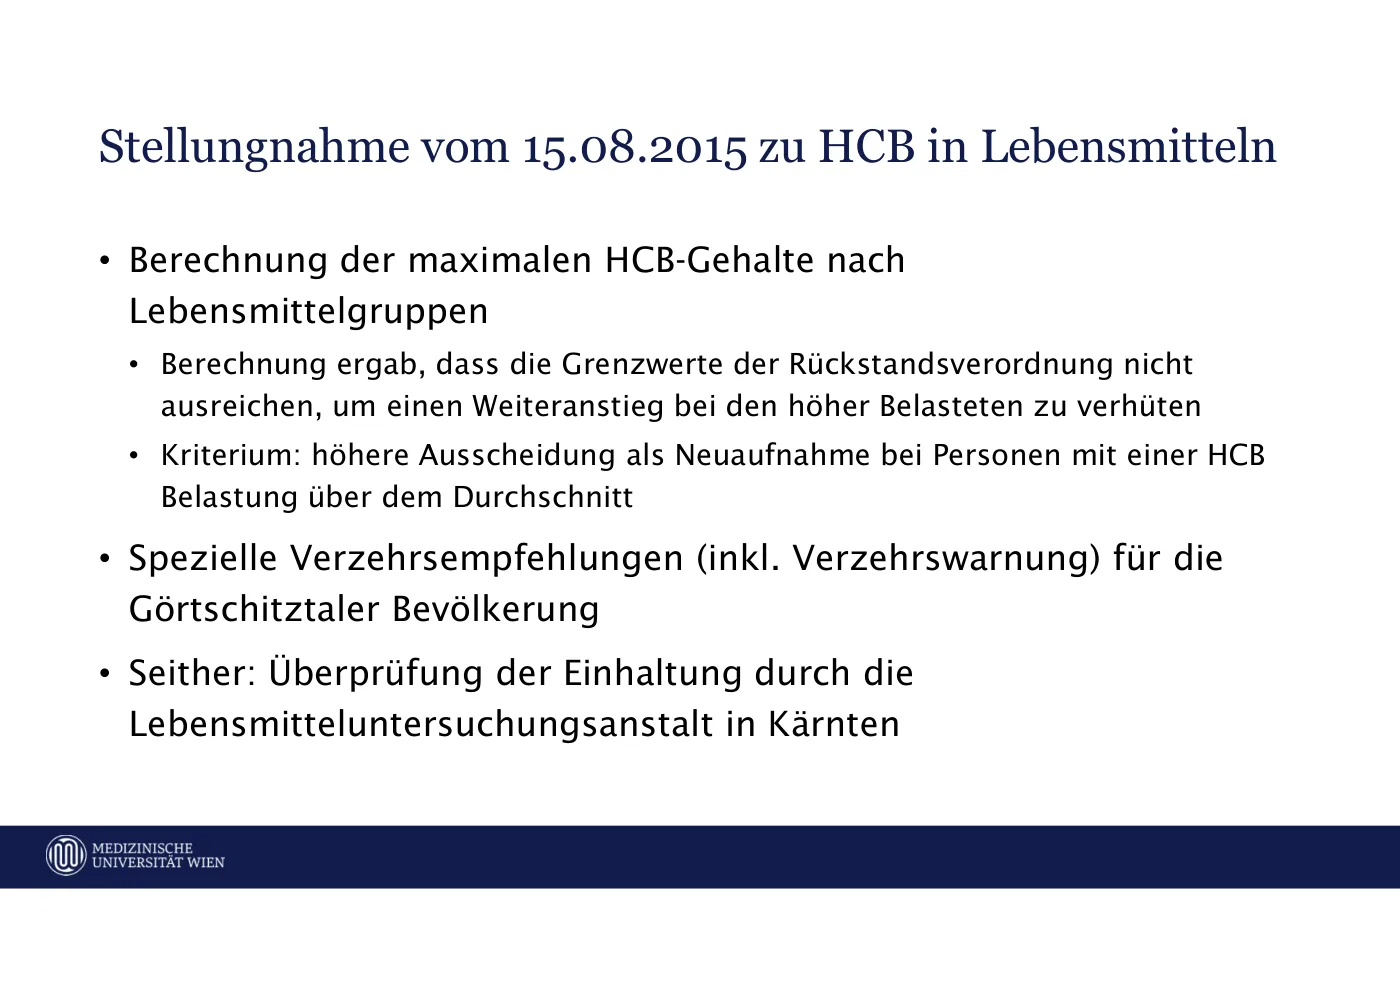 Stellungnahme vom 15.08.2015 zu HCB in Lebensmitteln
• Berechnung der maximalen HCB-Gehalte nach
Lebensmittelgruppen
• Berechnung ergab, dass die Grenzwerte der Rückstandsverordnung nicht
ausreichen, um einen Weiteranstieg bei den höher Belasteten zu verhüten
• Kriterium: höhere Ausscheidung als Neuaufnahme bei Personen mit einer HCB
Belastung über dem Durchschnitt
• Spezielle Verzehrsempfehlungen (inkl. Verzehrswarnung) für die
Görtschitztaler Bevölkerung
• Seither: Überprüfung der Einhaltung durch die
Lebensmitteluntersuchungsanstalt in Kärnten
MEDIZINISCHE
UNIVERSITÄT WIEN